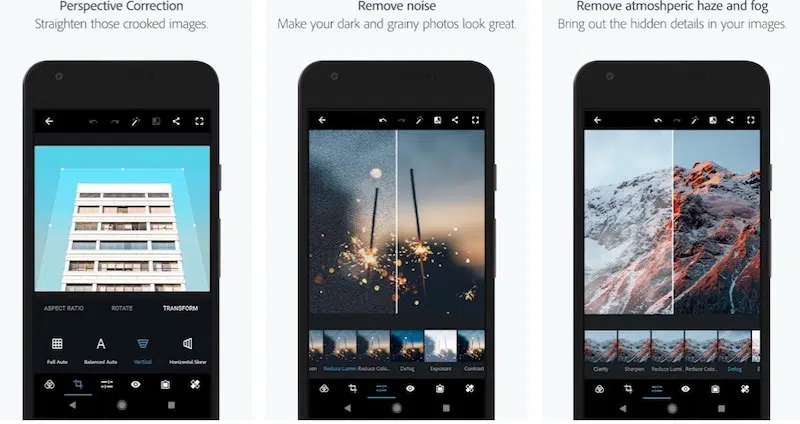 Perspective Correction
Straighten those crooked images.
ASPECT RATIO
ROTATE
TRANSFORM
Full Auto
Balanced Auto
Vertical
Horizontal Skew
Remove noise
Make your dark and grainy photos look great.
Reduce Lumi
Reduce Colo...
Defog
Exposure
Contrast
Remove atmoshperic haze and fog
Bring out the hidden details in your images.
Clarity
Sharpen
Reduce Lumi...
Reduce Colo...
Defog